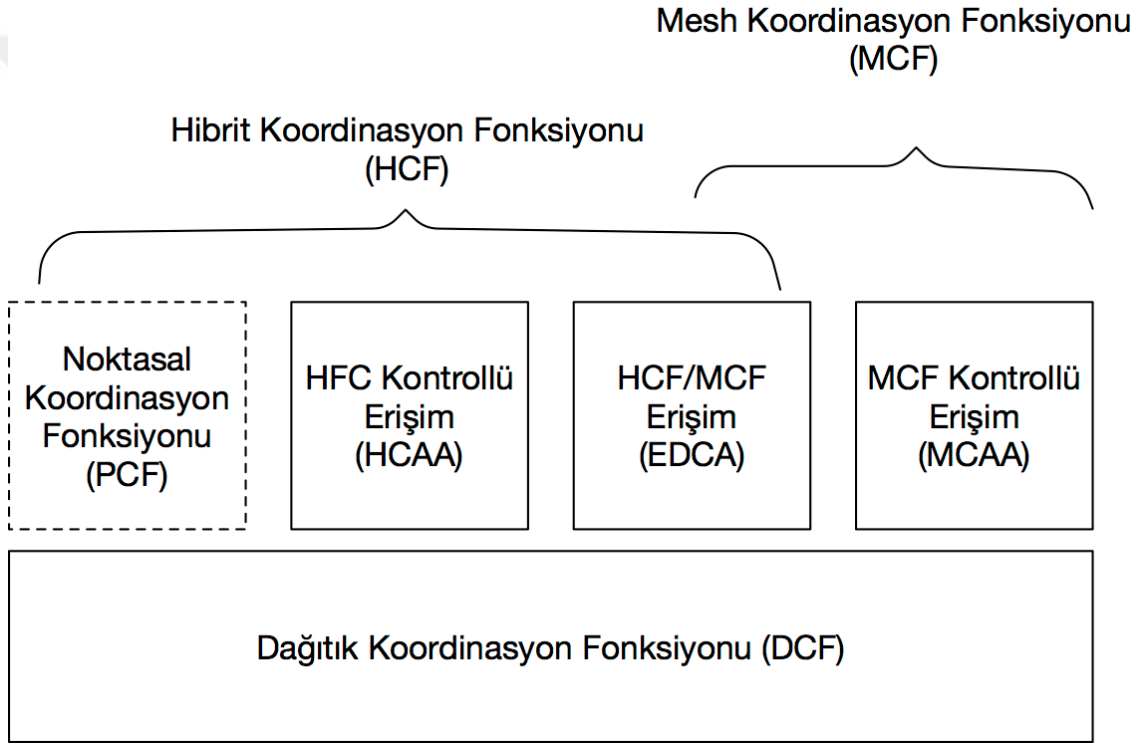 Mesh Koordinasyon Fonksiyonu
(MCF)
Hibrit Koordinasyon Fonksiyonu
(HCF)
Noktasal
Koordinasyon
Fonksiyonu
(PCF)
HFC Kontrollü
Erişim
(HCAA)
HCF/MCF
Erişim
(EDCA)
MCF Kontrollü
Erişim
(MCAA)
Dağıtık Koordinasyon Fonksiyonu (DCF)